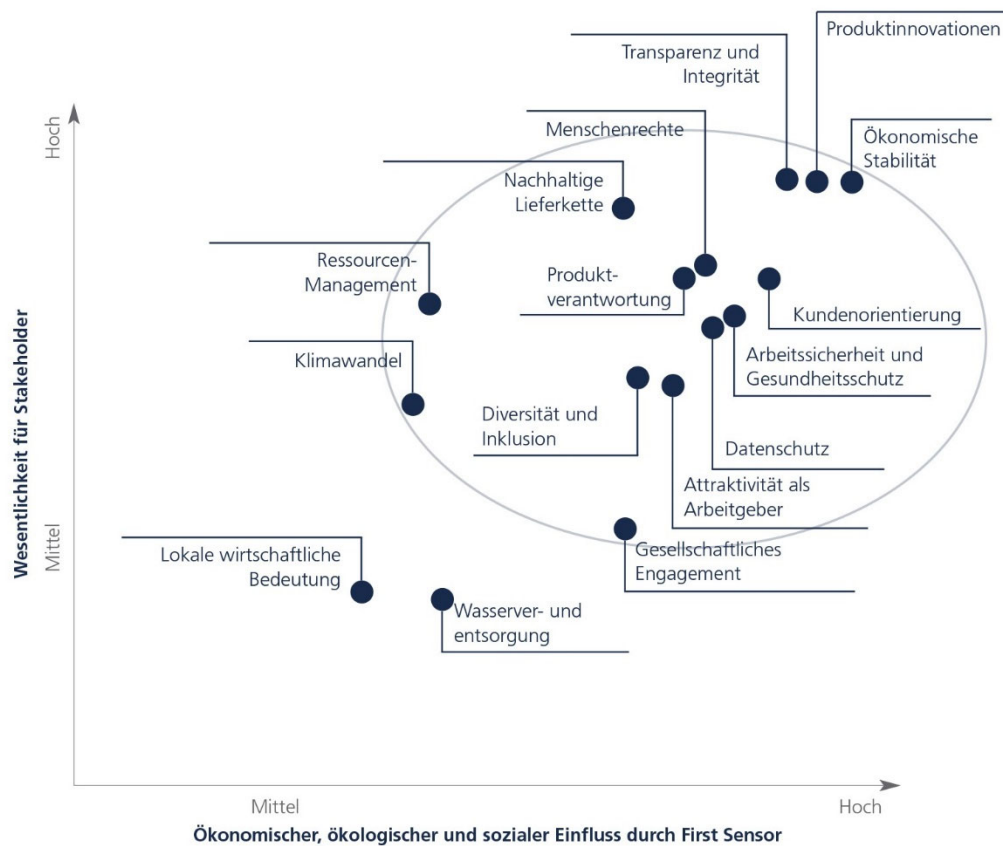 Produktinnovationen
Transparenz und
Integrität
Menschenrechte
Ökonomische
Stabilität
Hoch
Nachhaltige
Lieferkette
Ressourcen-
Management
Produkt-
verantwortung
Kundenorientierung
Klimawandel
Arbeitssicherheit und
Gesundheitsschutz
Diversität und
Inklusion
Datenschutz
Attraktivität als
Arbeitgeber
Wesentlichkeit für Stakeholder
Mittel
Lokale wirtschaftliche
Bedeutung
Gesellschaftliches
Engagement
Wasserver- und
entsorgung
Mittel
Hoch
Ökonomischer, ökologischer und sozialer Einfluss durch First Sensor